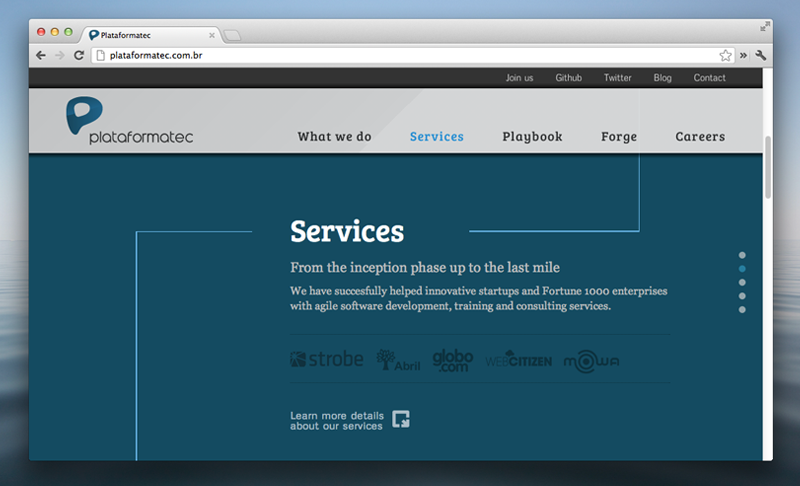 Plataformatec
plataformatec.com.br
Join us Github Twitter Blog Contact
plataformatec
What we do Services Playbook Forge Careers
Services
From the inception phase up to the last mile
We have succesfully helped innovative startups and Fortune 1000 enterprises
with agile software development, training and consulting services.
strobe Abril globo.com WEBCITIZEN mowa
Learn more details
about our services